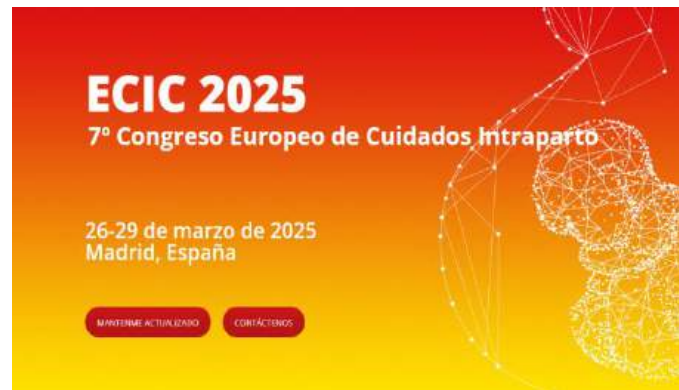 ECIC 2025
7º Congreso Europeo de Cuidados Intraparto
26-29 de marzo de 2025
Madrid, España
MANTENME ACTUALIZADO
CONTÁCTENOS